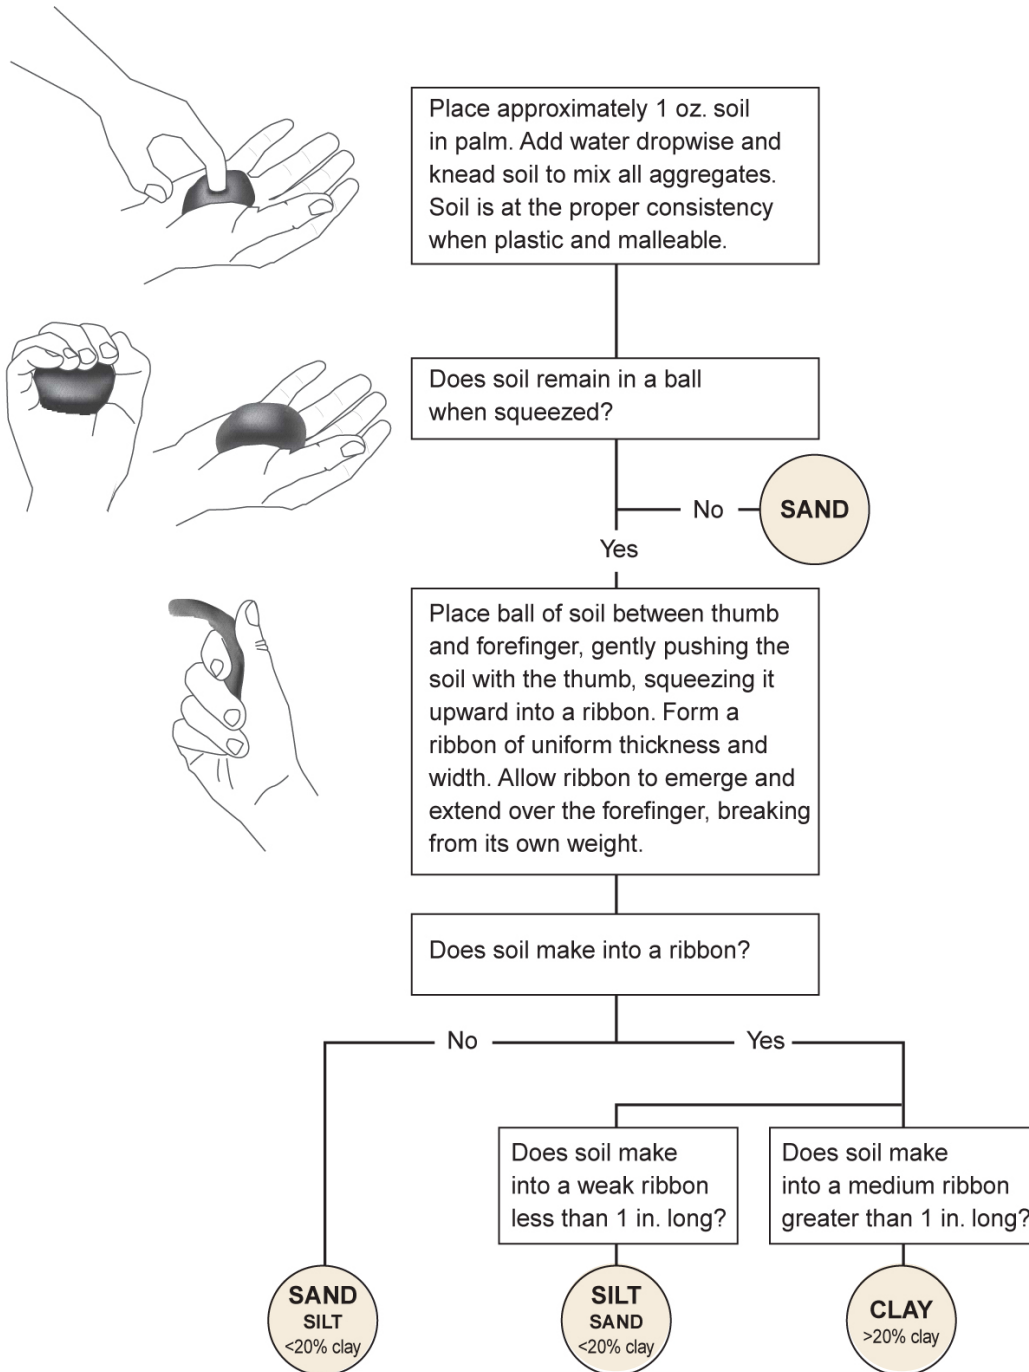 Place approximately 1 oz. soil
in palm. Add water dropwise and
knead soil to mix all aggregates.
Soil is at the proper consistency
when plastic and malleable.
Does soil remain in a ball
when squeezed?
No
SAND
Yes
Place ball of soil between thumb
and forefinger, gently pushing the
soil with the thumb, squeezing it
upward into a ribbon. Form a
ribbon of uniform thickness and
width. Allow ribbon to emerge and
extend over the forefinger, breaking
from its own weight.
Does soil make into a ribbon?
No
Yes
Does soil make
into a weak ribbon
less than 1 in. long?
Does soil make
into a medium ribbon
greater than 1 in. long?
SAND
SILT
<20% clay
SILT
SAND
<20% clay
CLAY
>20% clay